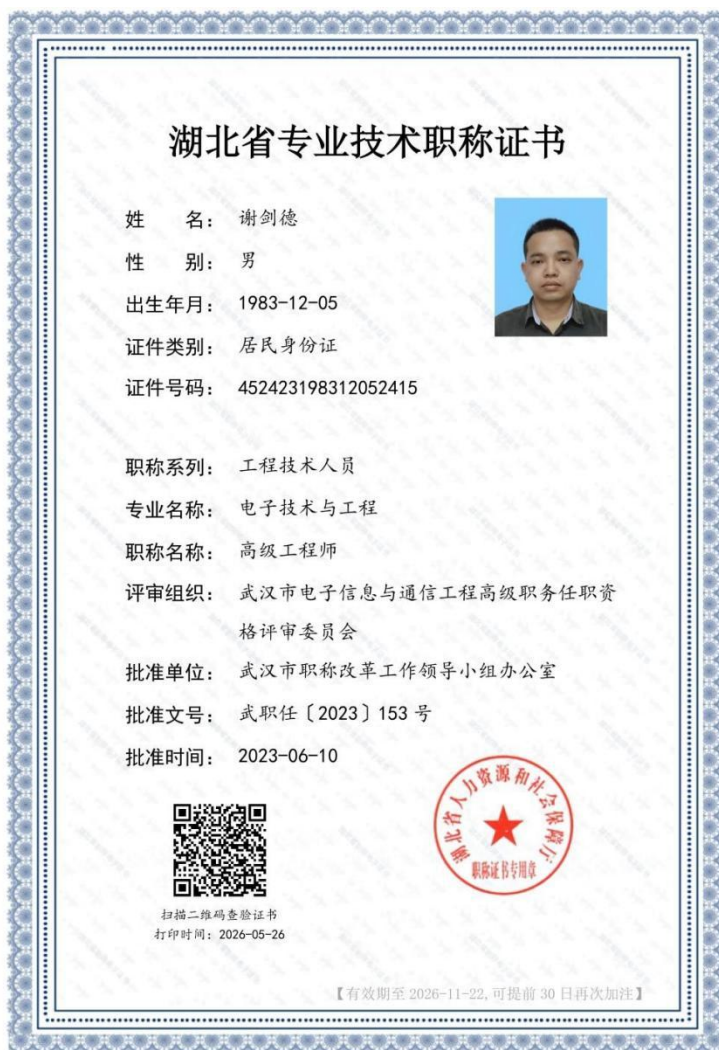 湖北省专业技术职称证书
姓 名： 谢剑德
性 别： 男
出生年月： 1983-12-05
证件类别： 居民身份证
证件号码： 452423198312052415
职称系列： 工程技术人员
专业名称： 电子技术与工程
职称名称： 高级工程师
评审组织： 武汉市电子信息与通信工程高级职务任职资
格评审委员会
批准单位： 武汉市职称改革工作领导小组办公室
批准文号： 武职任〔2023〕153 号
批准时间： 2023-06-10
湖北省人力资源和社会保障厅
职称证书专用章
扫描二维码查验证书
打印时间：2026-05-26
【有效期至 2026-11-22,可提前 30 日再次加注】